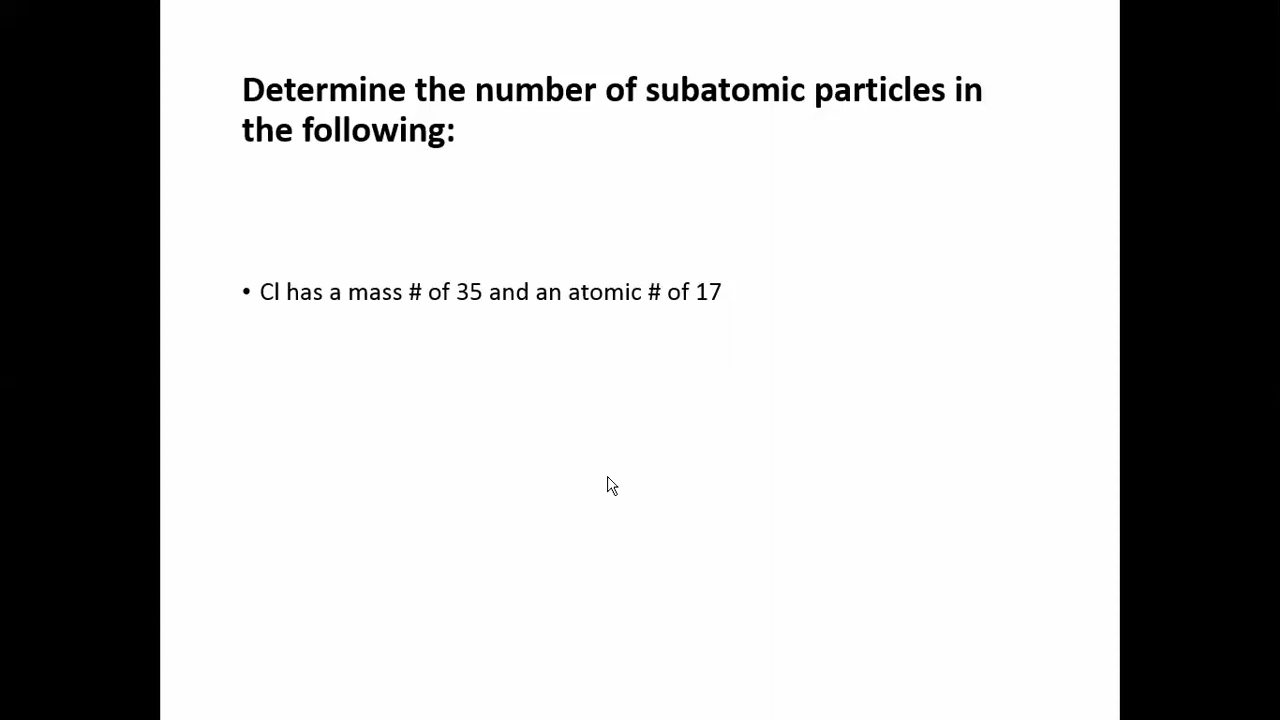 Determine the number of subatomic particles in
the following:
• Cl has a mass # of 35 and an atomic # of 17